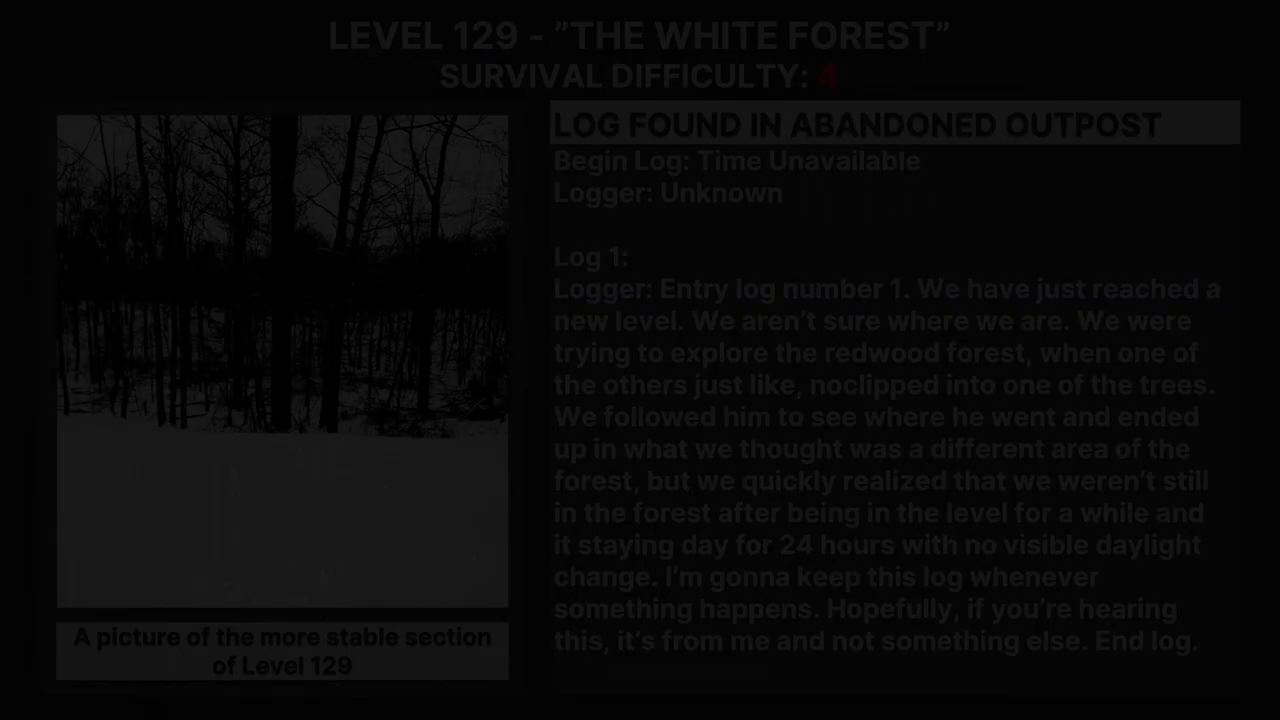 LEVEL 129 - ”THE WHITE FOREST”
SURVIVAL DIFFICULTY: 4
LOG FOUND IN ABANDONED OUTPOST
Begin Log: Time Unavailable
Logger: Unknown
Log 1:
Logger: Entry log number 1. We have just reached a
new level. We aren’t sure where we are. We were
trying to explore the redwood forest, when one of
the others just like, noclipped into one of the trees.
We followed him to see where he went and ended
up in what we thought was a different area of the
forest, but we quickly realized that we weren’t still
in the forest after being in the level for a while and
it staying day for 24 hours with no visible daylight
change. I’m gonna keep this log whenever
something happens. Hopefully, if you’re hearing
this, it’s from me and not something else. End log.
A picture of the more stable section
of Level 129